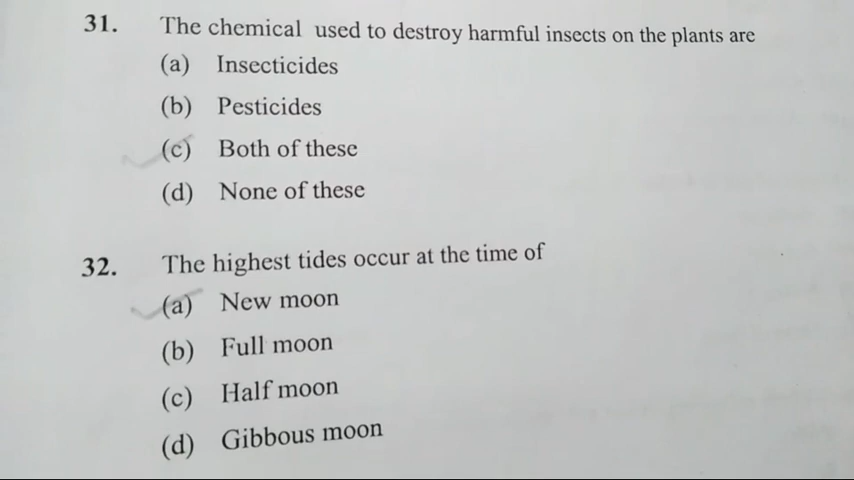 31. The chemical used to destroy harmful insects on the plants are
(a) Insecticides
(b) Pesticides
(c) Both of these
(d) None of these
32. The highest tides occur at the time of
(a) New moon
(b) Full moon
(c) Half moon
(d) Gibbous moon